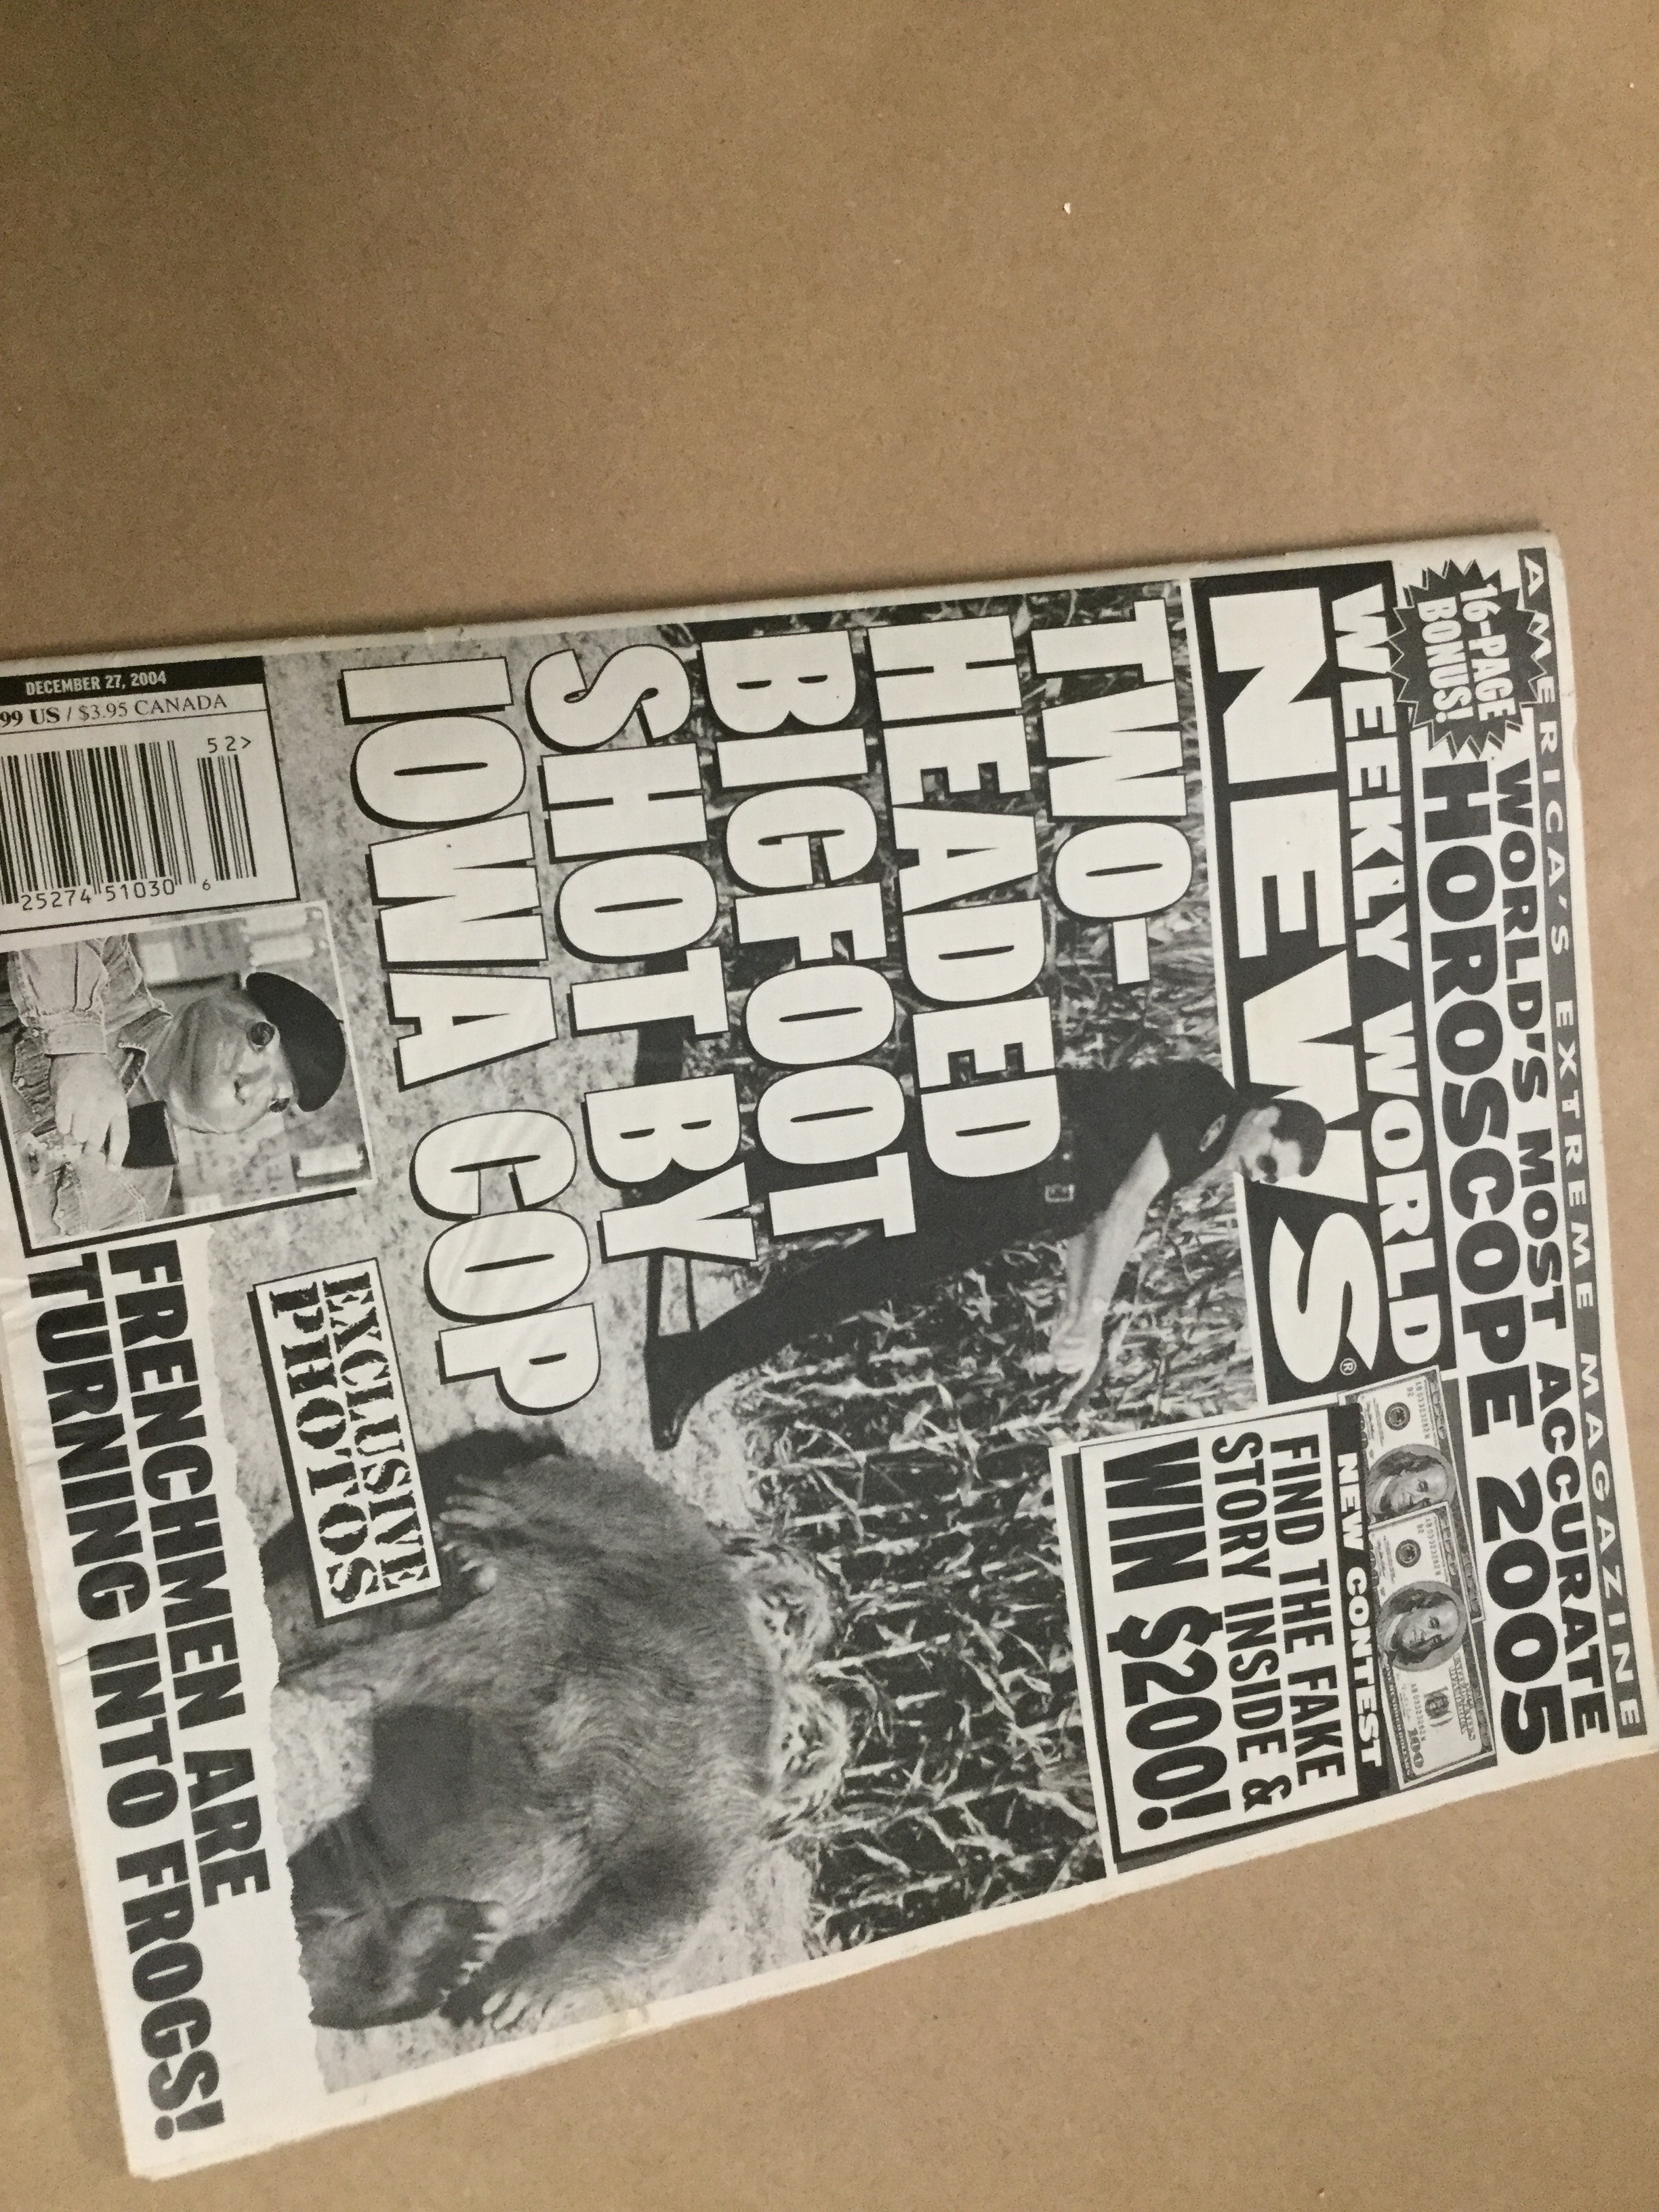 AMERICA'S EXTREME MAGAZINE
16-PAGE
BONUS!
WORLD'S MOST ACCURATE
HOROSCOPE 2005
WEEKLY WORLD
NEWS®
NEW CONTEST
FIND THE FAKE
STORY INSIDE &
WIN $200!
TWO-
HEADED
BIGFOOT
SHOT BY
IOWA COP
EXCLUSIVE
PHOTOS
DECEMBER 27, 2004
99 US / $3.95 CANADA
52>
25274 51030 6
FRENCHMEN ARE
TURNING INTO FROGS!